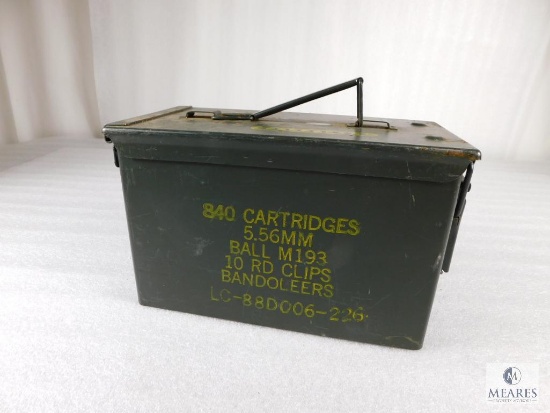 840 CARTRIDGES
5.56MM
BALL M193
10 RD CLIPS
BANDOLEERS
LC-88D006-226
M
MEARES